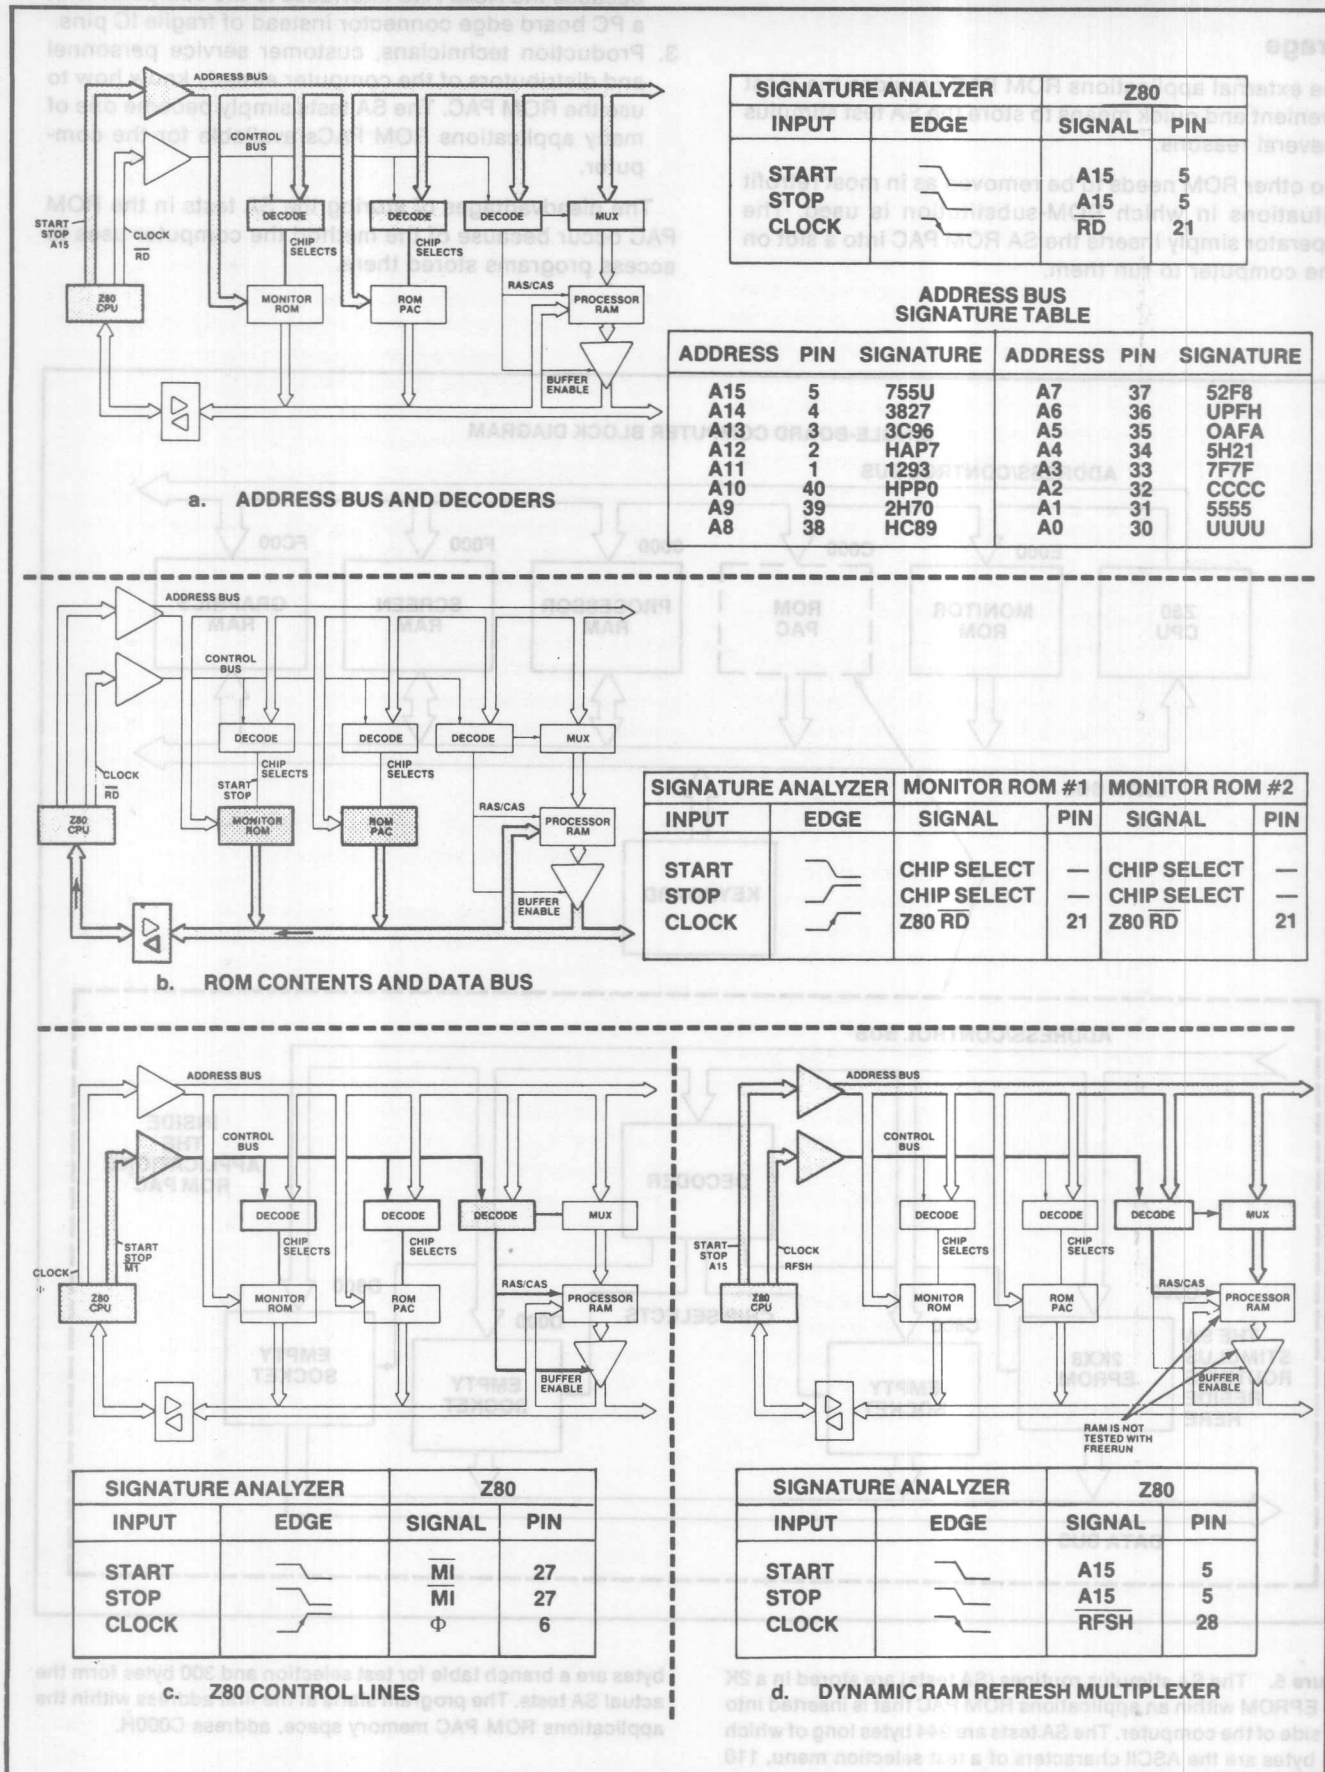 ADDRESS BUS
CONTROL
BUS
DECODE
DECODE
DECODE
MUX
START
STOP
A15
CLOCK
RD
CHIP
SELECTS
CHIP
SELECTS
RAS/CAS
Z80
CPU
MONITOR
ROM
ROM
PAC
PROCESSOR
RAM
BUFFER
ENABLE
a. ADDRESS BUS AND DECODERS
SIGNATURE ANALYZER Z80
INPUT EDGE SIGNAL PIN
START A15 5
STOP A15 5
CLOCK RD 21
ADDRESS BUS
SIGNATURE TABLE
ADDRESS PIN SIGNATURE ADDRESS PIN SIGNATURE
A15 5 755U A7 37 52F8
A14 4 3827 A6 36 UPFH
A13 3 3C96 A5 35 OAFA
A12 2 HAP7 A4 34 5H21
A11 1 1293 A3 33 7F7F
A10 40 HPP0 A2 32 CCCC
A9 39 2H70 A1 31 5555
A8 38 HC89 A0 30 UUUU
ADDRESS BUS
CONTROL
BUS
DECODE
DECODE
DECODE
MUX
CLOCK
RD
START
STOP
CHIP
SELECTS
CHIP
SELECTS
RAS/CAS
Z80
CPU
MONITOR
ROM
ROM
PAC
PROCESSOR
RAM
BUFFER
ENABLE
b. ROM CONTENTS AND DATA BUS
SIGNATURE ANALYZER MONITOR ROM #1 MONITOR ROM #2
INPUT EDGE SIGNAL PIN SIGNAL PIN
START CHIP SELECT — CHIP SELECT —
STOP CHIP SELECT — CHIP SELECT —
CLOCK Z80 RD 21 Z80 RD 21
ADDRESS BUS
CONTROL
BUS
DECODE
DECODE
DECODE
MUX
CHIP
SELECTS
START
STOP
M1
CLOCK
Φ
RAS/CAS
Z80
CPU
MONITOR
ROM
ROM
PAC
PROCESSOR
RAM
BUFFER
ENABLE
SIGNATURE ANALYZER Z80
INPUT EDGE SIGNAL PIN
START MI 27
STOP MI 27
CLOCK Φ 6
c. Z80 CONTROL LINES
ADDRESS BUS
CONTROL
BUS
DECODE
DECODE
DECODE
MUX
START
STOP
A15
CLOCK
RFSH
CHIP
SELECTS
CHIP
SELECTS
RAS/CAS
Z80
CPU
MONITOR
ROM
ROM
PAC
PROCESSOR
RAM
BUFFER
ENABLE
RAM IS NOT
TESTED WITH
FREERUN
SIGNATURE ANALYZER Z80
INPUT EDGE SIGNAL PIN
START A15 5
STOP A15 5
CLOCK RFSH 28
d. DYNAMIC RAM REFRESH MULTIPLEXER